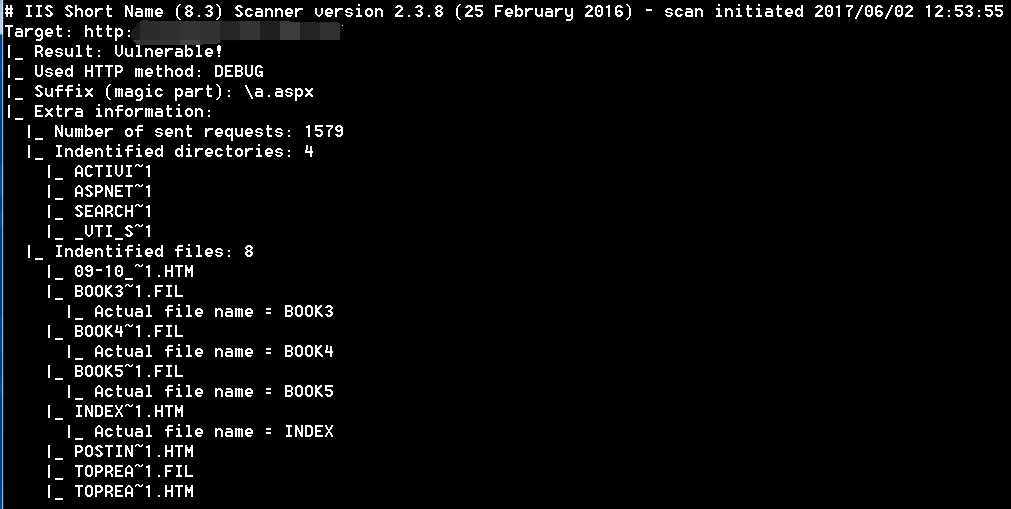 # IIS Short Name (8.3) Scanner version 2.3.8 (25 February 2016) - scan initiated 2017/06/02 12:53:55
Target: http:
|_ Result: Vulnerable!
|_ Used HTTP method: DEBUG
|_ Suffix (magic part): \a.aspx
|_ Extra information:
|_ Number of sent requests: 1579
|_ Indentified directories: 4
|_ ACTIVI~1
|_ ASPNET~1
|_ SEARCH~1
|_ _VTI_S~1
|_ Indentified files: 8
|_ 09-10_~1.HTM
|_ BOOK3~1.FIL
|_ Actual file name = BOOK3
|_ BOOK4~1.FIL
|_ Actual file name = BOOK4
|_ BOOK5~1.FIL
|_ Actual file name = BOOK5
|_ INDEX~1.HTM
|_ Actual file name = INDEX
|_ POSTIN~1.HTM
|_ TOPREA~1.FIL
|_ TOPREA~1.HTM